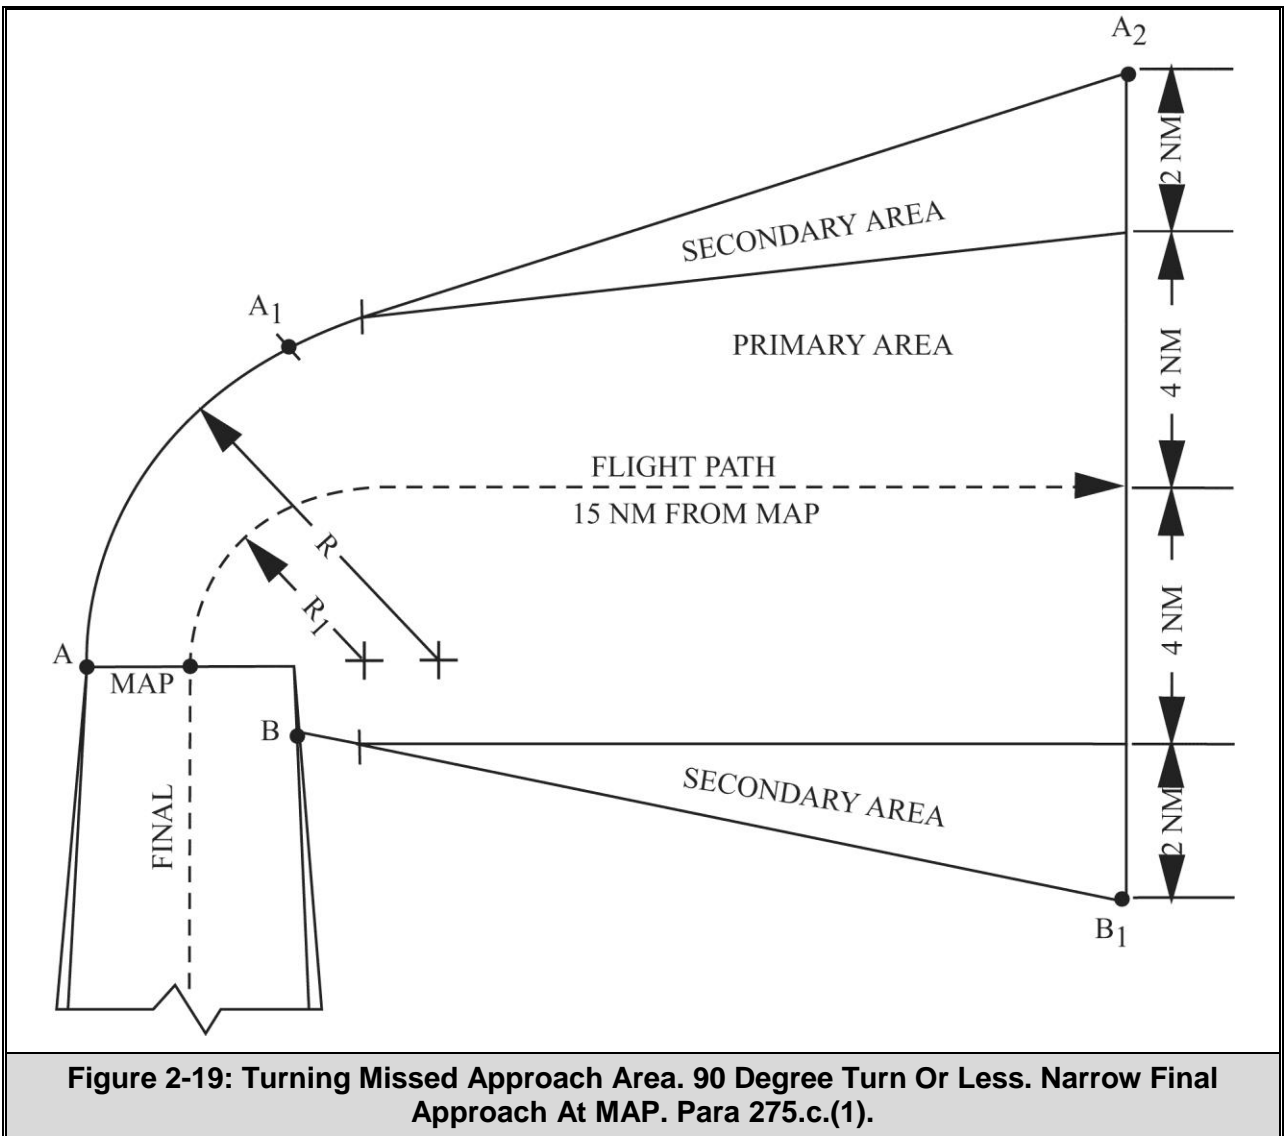 A2
2 NM
SECONDARY AREA
A1
PRIMARY AREA
4 NM
FLIGHT PATH
15 NM FROM MAP
R
R1
A
MAP
4 NM
B
SECONDARY AREA
FINAL
2 NM
B1
Figure 2-19: Turning Missed Approach Area. 90 Degree Turn Or Less. Narrow Final
Approach At MAP. Para 275.c.(1).